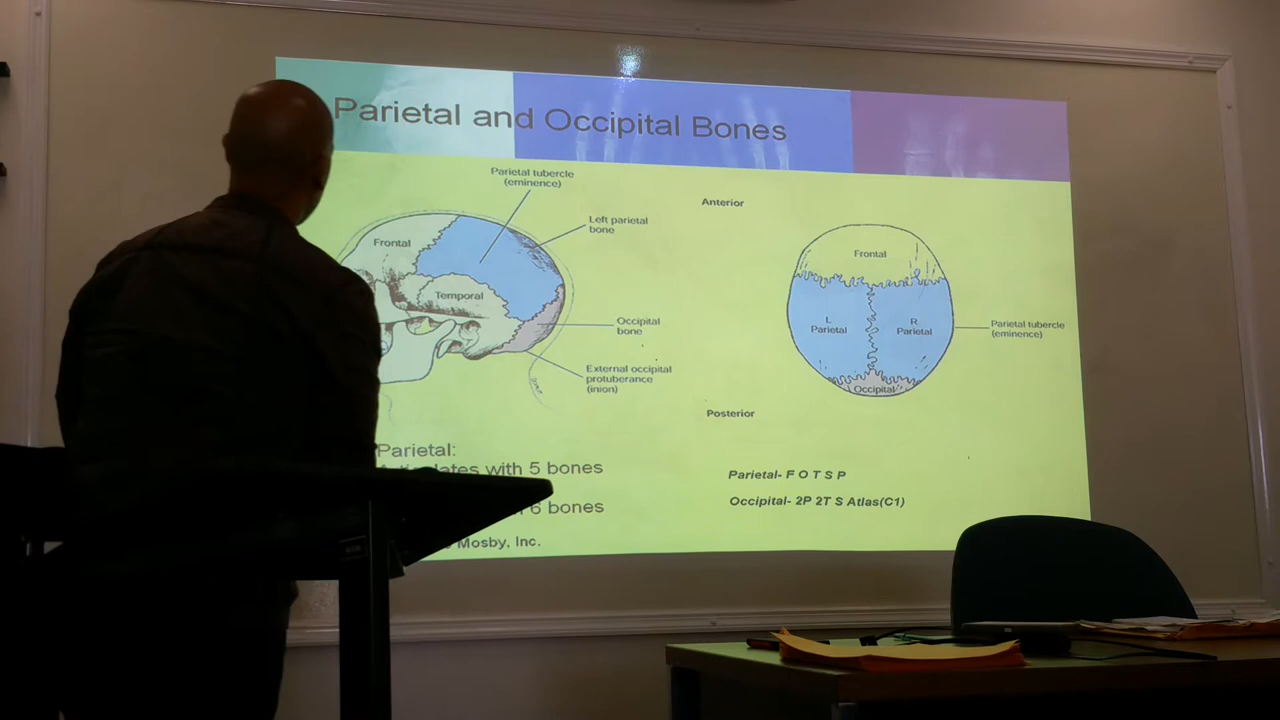 Parietal and Occipital Bones
Parietal tubercle
(eminence)
Left parietal
bone
Frontal
Temporal
Occipital
bone
External occipital
protuberance
(inion)
Anterior
Frontal
L
Parietal
R
Parietal
Parietal tubercle
(eminence)
Occipital
Posterior
Parietal:
with 5 bones
6 bones
Mosby, Inc.
Parietal- F O T S P
Occipital- 2P 2T S Atlas(C1)